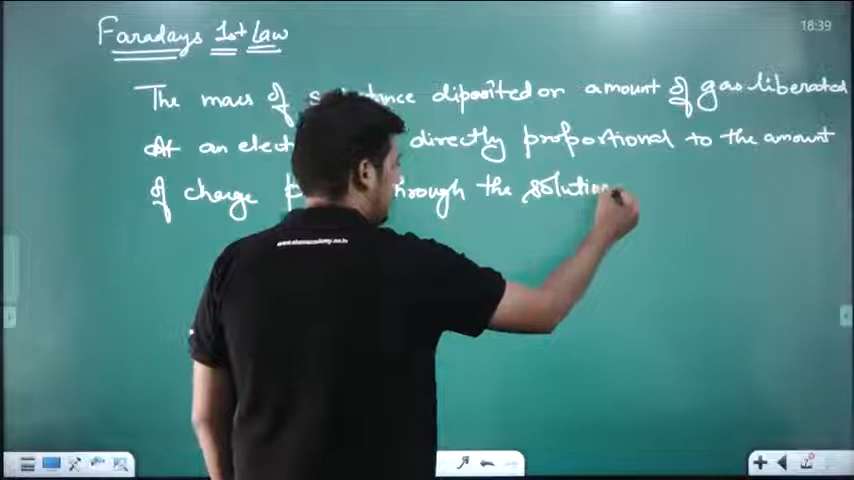 Faradays 1st Law
18:39
The mass of substance diposited or amount of gas liberated
At an elect directly proportional to the amount
of charge p through the solution